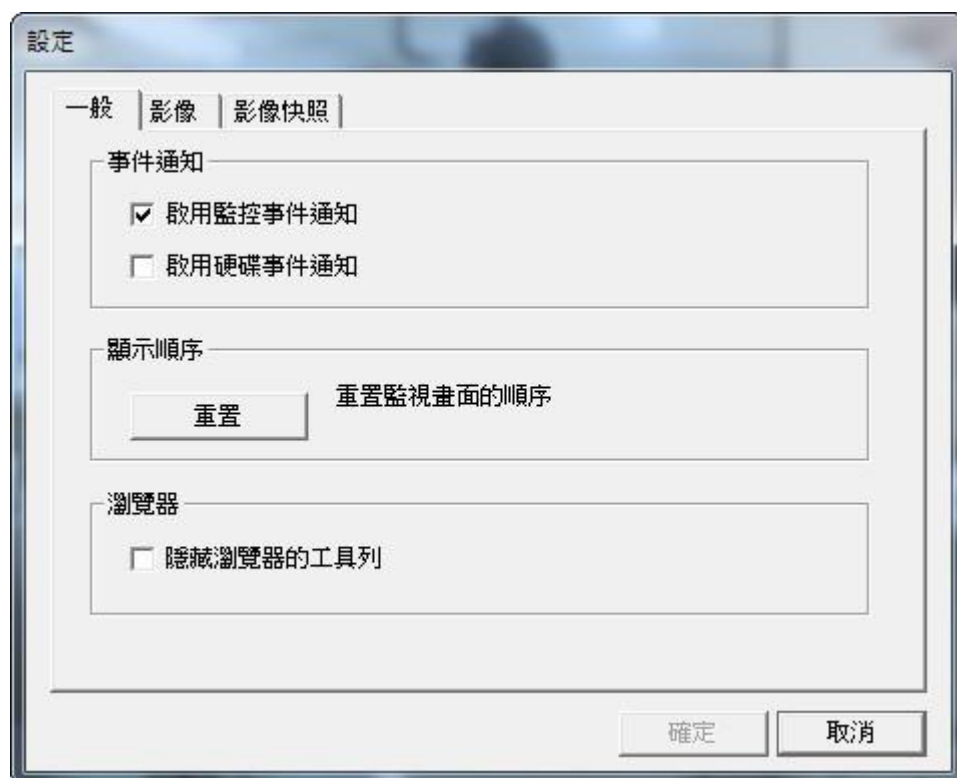 設定
一般 影像 影像快照
事件通知
啟用監控事件通知
啟用硬碟事件通知
顯示順序
重置 重置監視畫面的順序
瀏覽器
隱藏瀏覽器的工具列
確定 取消